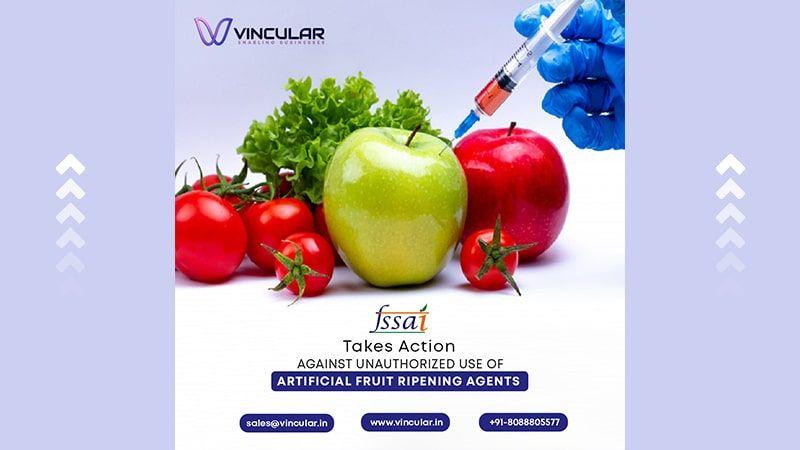 VINCULAR
ENABLING BUSINESSES
fssai
Takes Action
AGAINST UNAUTHORIZED USE OF
ARTIFICIAL FRUIT RIPENING AGENTS
sales@vincular.in
www.vincular.in
+91-8088805577